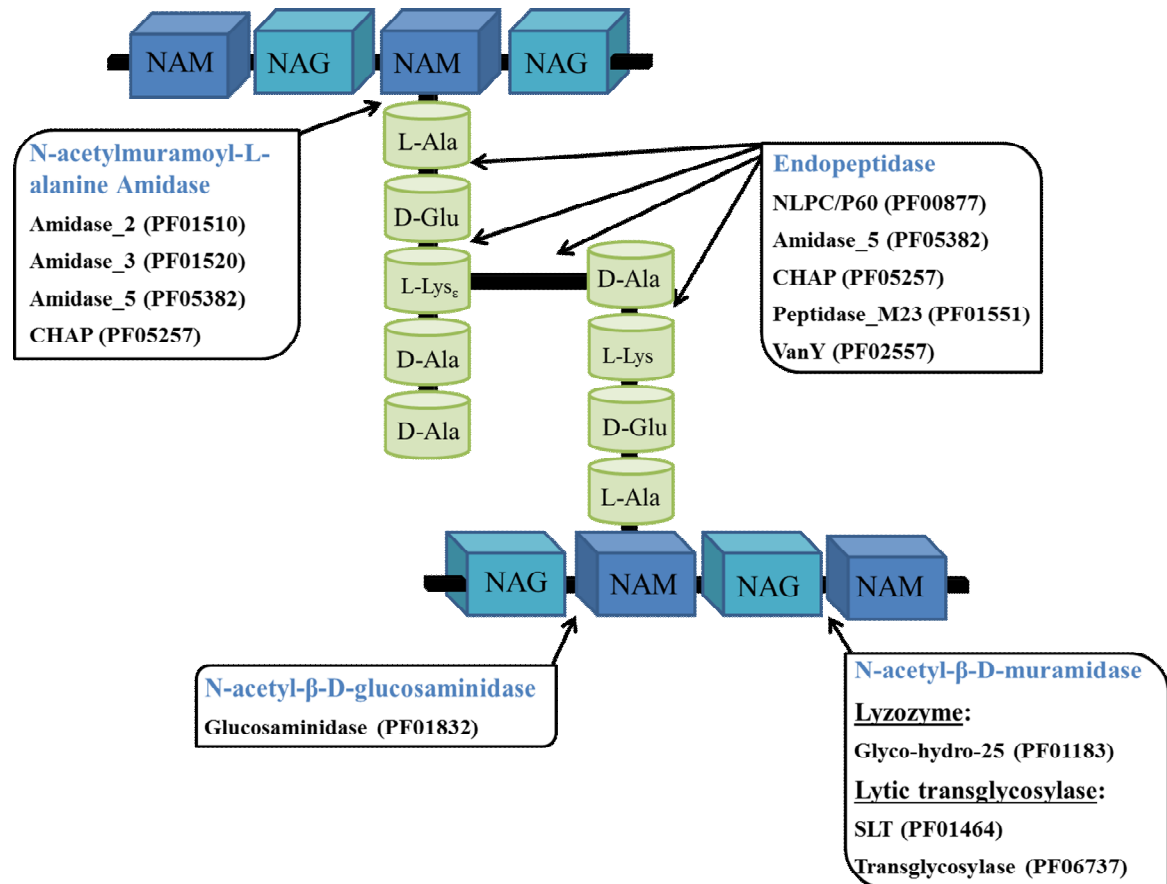 NAM
NAG
NAM
NAG
N-acetylmuramoyl-L-
alanine Amidase
Amidase_2 (PF01510)
Amidase_3 (PF01520)
Amidase_5 (PF05382)
CHAP (PF05257)
L-Ala
D-Glu
L-Lysε
D-Ala
D-Ala
Endopeptidase
NLPC/P60 (PF00877)
Amidase_5 (PF05382)
CHAP (PF05257)
Peptidase_M23 (PF01551)
VanY (PF02557)
D-Ala
L-Lys
D-Glu
L-Ala
NAG
NAM
NAG
NAM
N-acetyl-β-D-glucosaminidase
Glucosaminidase (PF01832)
N-acetyl-β-D-muramidase
Lyzozyme:
Glyco-hydro-25 (PF01183)
Lytic transglycosylase:
SLT (PF01464)
Transglycosylase (PF06737)